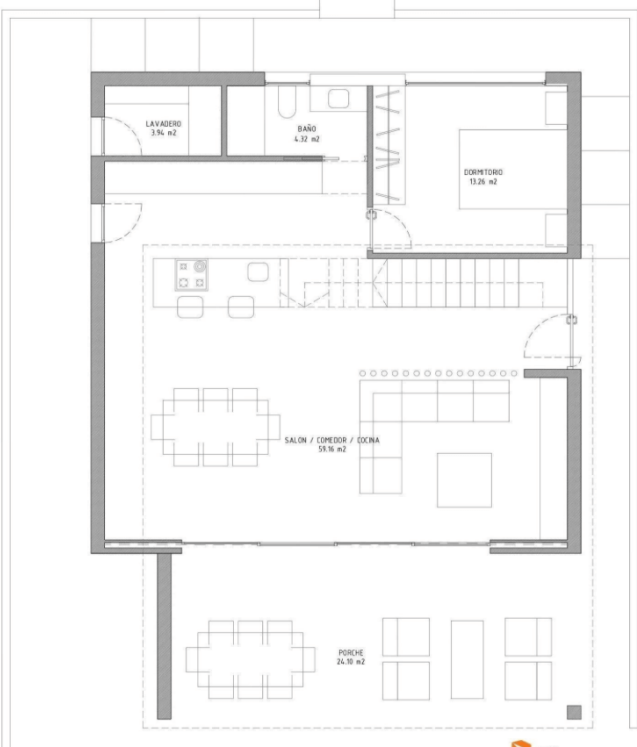 LAVADERO
3.94 m2
BAÑO
4.32 m2
DORMITORIO
13.26 m2
SALÓN / COMEDOR / COCINA
59.16 m2
PORCHE
24.10 m2